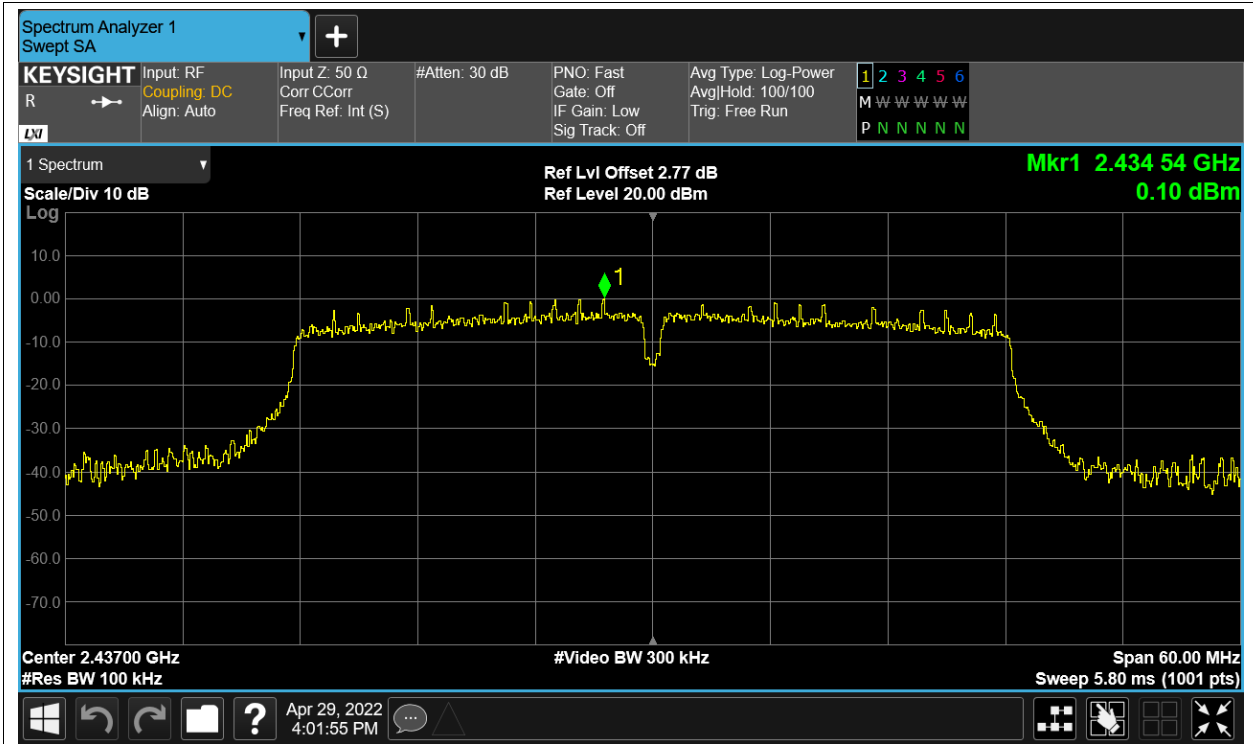 Spectrum Analyzer 1
Swept SA
KEYSIGHT
R
LXI
Input: RF
Coupling: DC
Align: Auto
Input Z: 50 Ω
Corr CCorr
Freq Ref: Int (S)
#Atten: 30 dB
PNO: Fast
Gate: Off
IF Gain: Low
Sig Track: Off
Avg Type: Log-Power
Avg|Hold: 100/100
Trig: Free Run
1 2 3 4 5 6
M W W W W W
P N N N N N
1 Spectrum
Scale/Div 10 dB
Log
Ref Lvl Offset 2.77 dB
Ref Level 20.00 dBm
Mkr1 2.434 54 GHz
0.10 dBm
1
10.0
0.00
-10.0
-20.0
-30.0
-40.0
-50.0
-60.0
-70.0
Center 2.43700 GHz
#Res BW 100 kHz
#Video BW 300 kHz
Span 60.00 MHz
Sweep 5.80 ms (1001 pts)
?
Apr 29, 2022
4:01:55 PM